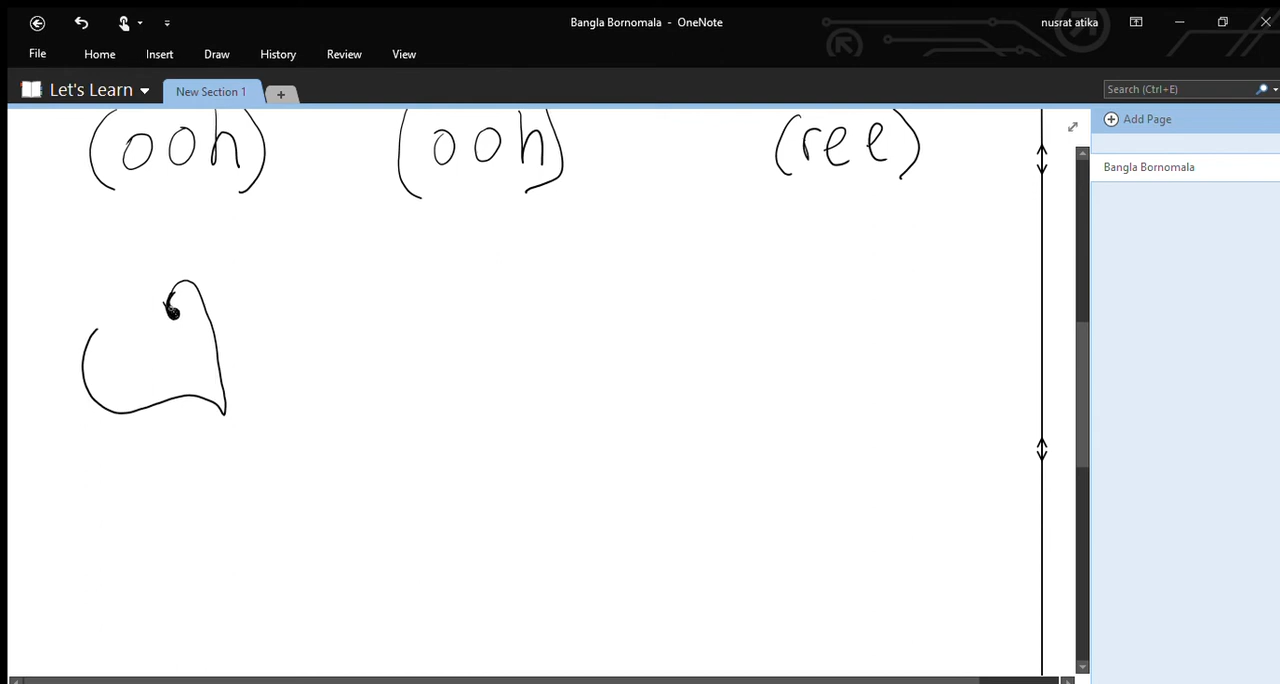 Bangla Bornomala - OneNote
nusrat atika
File Home Insert Draw History Review View
Let's Learn New Section 1
Search (Ctrl+E)
Add Page
Bangla Bornomala
(ooh) (ooh) (ree)
এ